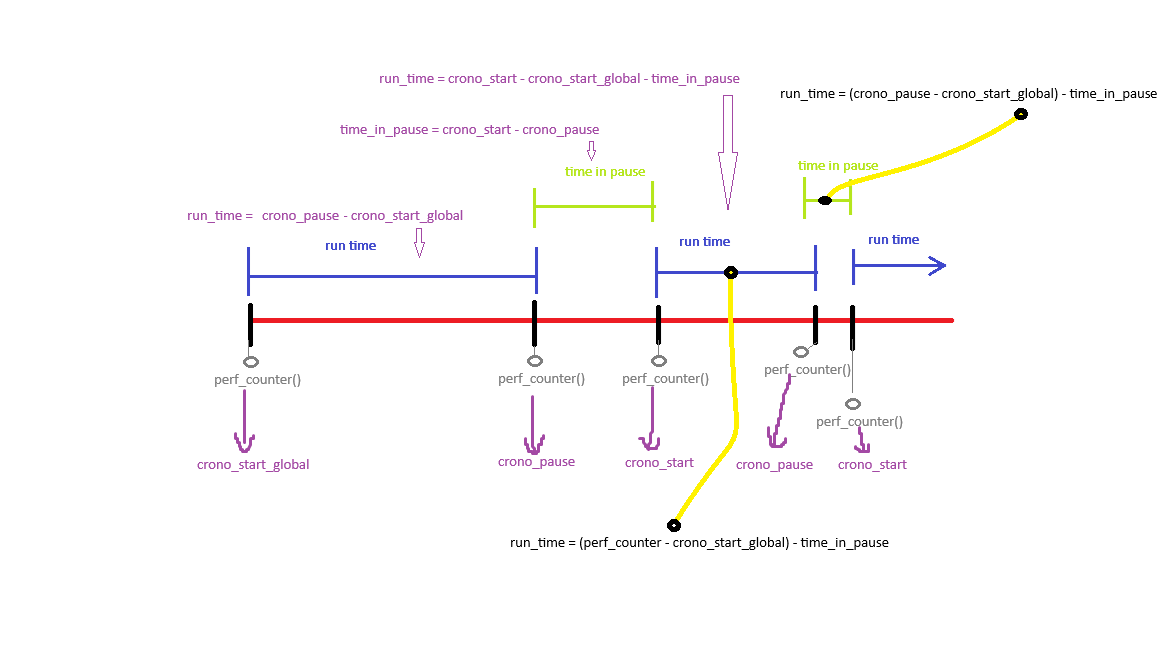 run_time = crono_start - crono_start_global - time_in_pause
run_time = (crono_pause - crono_start_global) - time_in_pause
time_in_pause = crono_start - crono_pause
time in pause
time in pause
run_time =  crono_pause - crono_start_global
run time
run time
run time
perf_counter()
perf_counter()
perf_counter()
perf_counter()
perf_counter()
crono_start_global
crono_pause
crono_start
crono_pause
crono_start
run_time = (perf_counter - crono_start_global) - time_in_pause